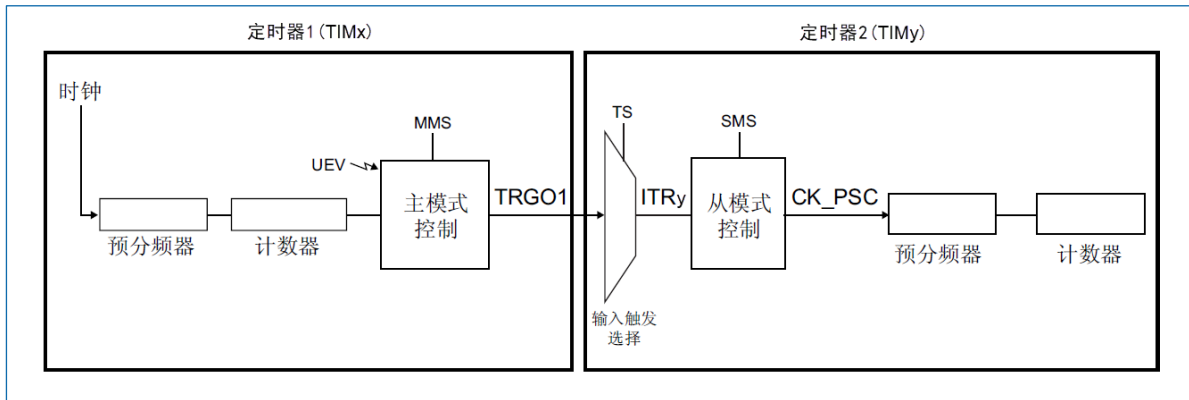 定时器1(TIMx)
定时器2(TIMy)
时钟
MMS
UEV
主模式
控制
TRGO1
预分频器
计数器
TS
ITRy
SMS
从模式
控制
CK_PSC
预分频器
计数器
输入触发
选择